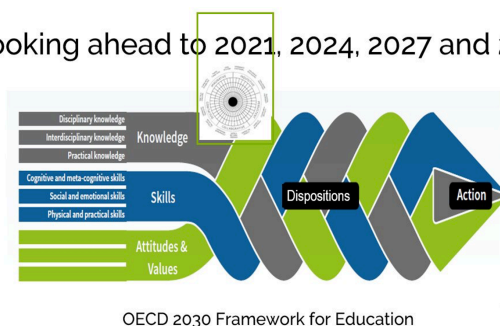 ooking ahead to 2021, 2024, 2027 and 2
Disciplinary knowledge
Interdisciplinary knowledge
Practical knowledge
Knowledge
Cognitive and meta-cognitive skills
Social and emotional skills
Physical and practical skills
Skills
Attitudes &
Values
Dispositions
Action
OECD 2030 Framework for Education